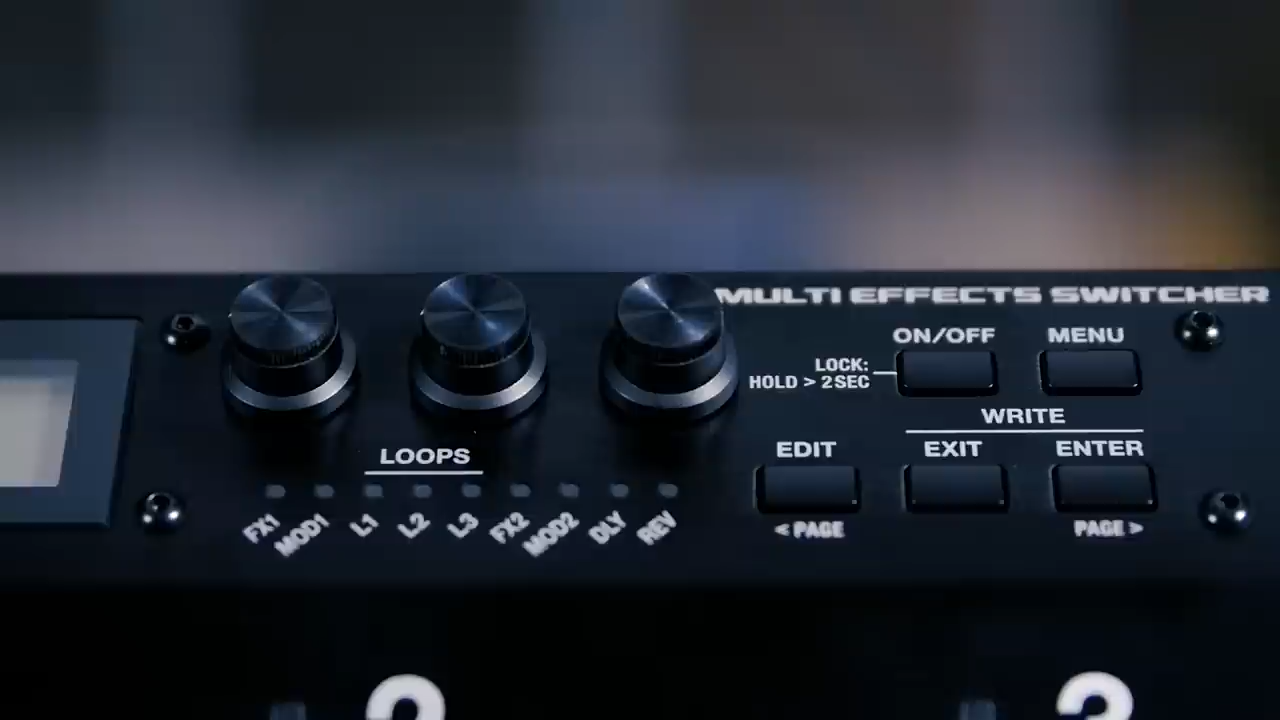 MULTI EFFECTS SWITCHER
ON/OFF MENU
LOCK:
HOLD > 2SEC
WRITE
LOOPS
EDIT EXIT ENTER
FX1 MOD1 L1 L2 L3 FX2 MOD2 DLY REV
< PAGE PAGE >